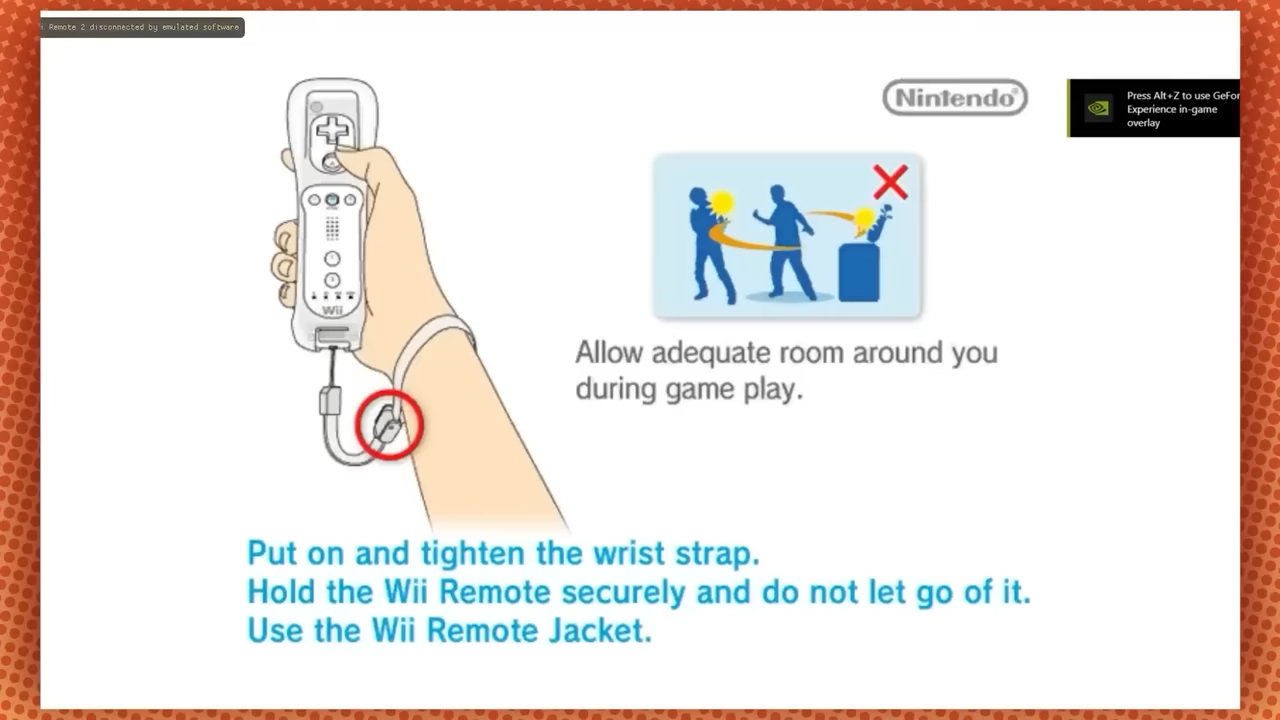 i Remote 2 disconnected by emulated software
Nintendo®
Press Alt+Z to use GeFor
Experience in-game
overlay
Wii
Allow adequate room around you
during game play.
Put on and tighten the wrist strap.
Hold the Wii Remote securely and do not let go of it.
Use the Wii Remote Jacket.